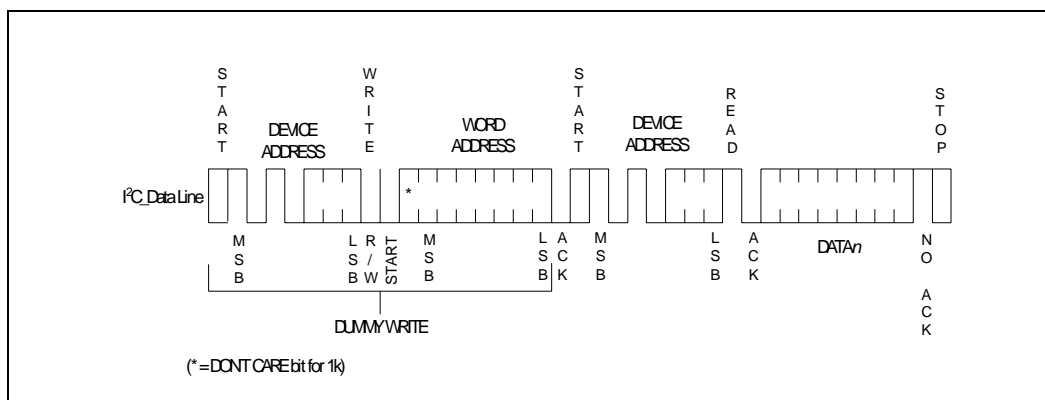 START
WRITE
START
READ
STOP
DEVICE
ADDRESS
WORD
ADDRESS
DEVICE
ADDRESS
I²C_Data Line
*
MSB
LSB
R/W
START
MSB
LSB
ACK
MSB
LSB
ACK
DATAn
NO ACK
DUMMY WRITE
(* = DONT CARE bit for 1k)